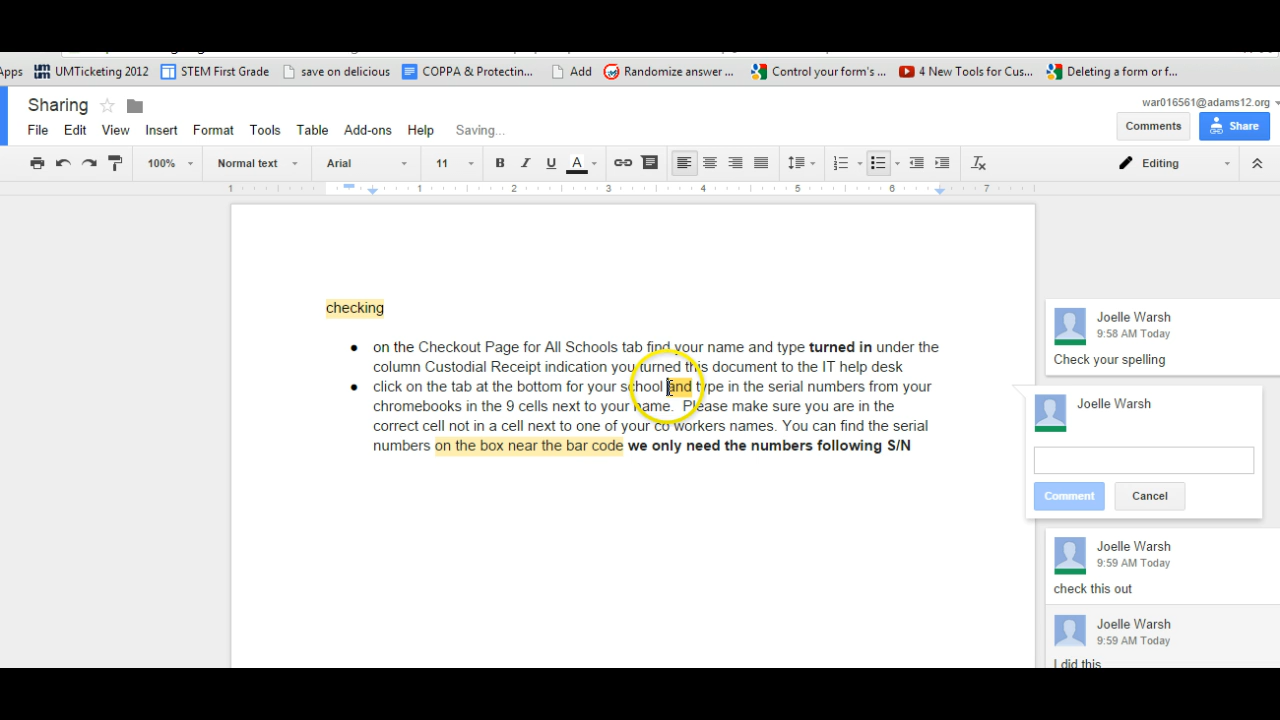 Apps UMTicketing 2012 STEM First Grade save on delicious COPPA & Protectin... Add Randomize answer ... Control your form's ... 4 New Tools for Cus... Deleting a form or f...
Sharing
war016561@adams12.org
File Edit View Insert Format Tools Table Add-ons Help Saving...
Comments Share
100% Normal text Arial 11 B I U A Editing
1 1 2 3 4 5 6 7
checking
● on the Checkout Page for All Schools tab find your name and type turned in under the
column Custodial Receipt indication you turned this document to the IT help desk
● click on the tab at the bottom for your school and type in the serial numbers from your
chromebooks in the 9 cells next to your name. Please make sure you are in the
correct cell not in a cell next to one of your co workers names. You can find the serial
numbers on the box near the bar code we only need the numbers following S/N
Joelle Warsh
9:58 AM Today
Check your spelling
Joelle Warsh
Comment Cancel
Joelle Warsh
9:59 AM Today
check this out
Joelle Warsh
9:59 AM Today
I did this